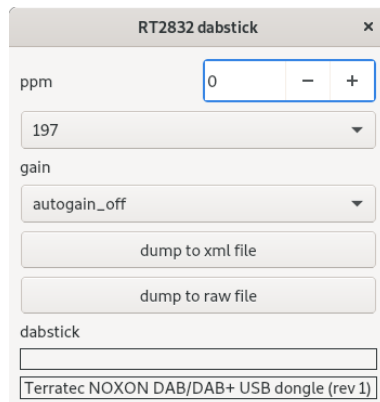 RT2832 dabstick ×
ppm 0 − +
197
gain
autogain_off
dump to xml file
dump to raw file
dabstick
Terratec NOXON DAB/DAB+ USB dongle (rev 1)